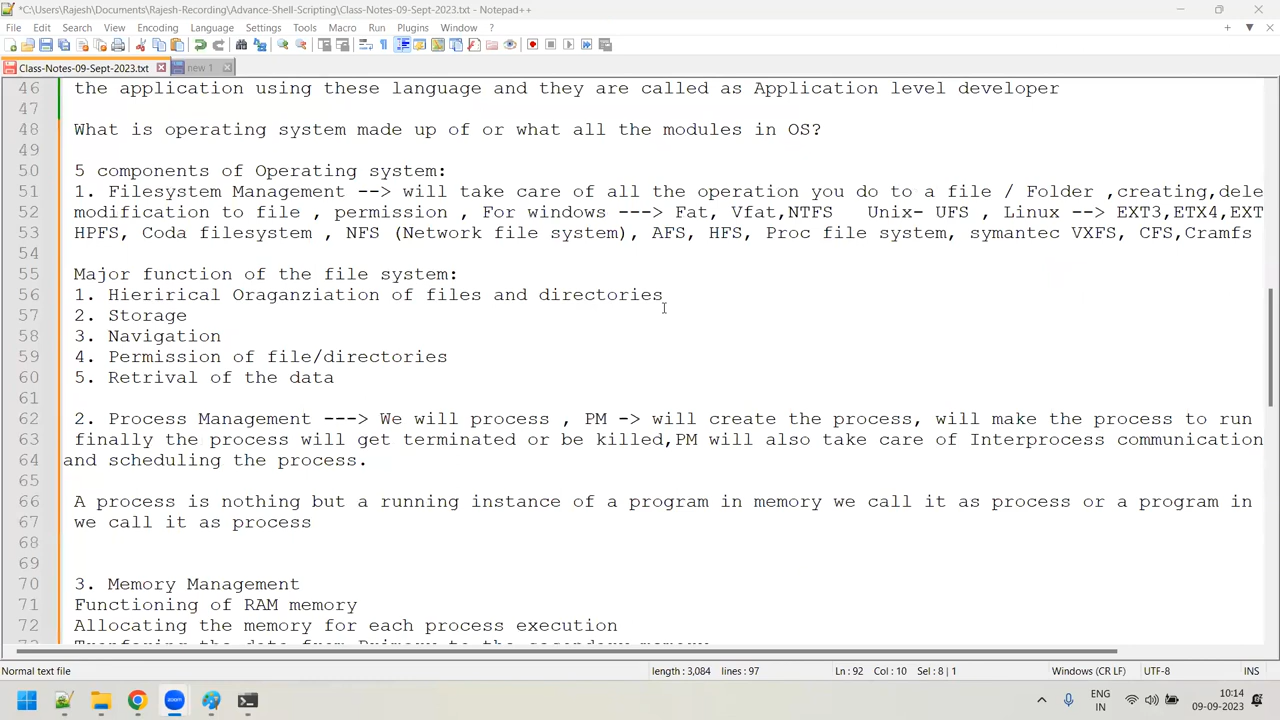 *C:\Users\Rajesh\Documents\Rajesh-Recording\Advance-Shell-Scripting\Class-Notes-09-Sept-2023.txt - Notepad++
File Edit Search View Encoding Language Settings Tools Macro Run Plugins Window ?
Class-Notes-09-Sept-2023.txt new 1
46 the application using these language and they are called as Application level developer
47
48 What is operating system made up of or what all the modules in OS?
49
50 5 components of Operating system:
51 1. Filesystem Management --> will take care of all the operation you do to a file / Folder ,creating,dele
52 modification to file , permission , For windows ---> Fat, Vfat,NTFS Unix- UFS , Linux --> EXT3,ETX4,EXT
53 HPFS, Coda filesystem , NFS (Network file system), AFS, HFS, Proc file system, symantec VXFS, CFS,Cramfs
54
55 Major function of the file system:
56 1. Hieririical Oraganziation of files and directories
57 2. Storage
58 3. Navigation
59 4. Permission of file/directories
60 5. Retrival of the data
61
62 2. Process Management ---> We will process , PM -> will create the process, will make the process to run
63 finally the process will get terminated or be killed,PM will also take care of Interprocess communication
64 and scheduling the process.
65
66 A process is nothing but a running instance of a program in memory we call it as process or a program in
67 we call it as process
68
69
70 3. Memory Management
71 Functioning of RAM memory
72 Allocating the memory for each process execution
Normal text file length : 3,084 lines : 97 Ln : 92 Col : 10 Sel : 8 | 1 Windows (CR LF) UTF-8 INS
zoom ENG 10:14
IN 09-09-2023